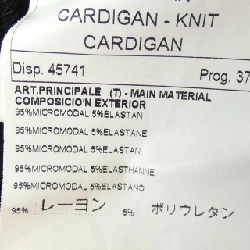 CARDIGAN - KNIT
CARDIGAN
Disp. 45741 Prog. 37
ART.PRINCIPALE (T) - MAIN MATERIAL
COMPOSICIO'N EXTERIOR
95%MICROMODAL 5%ELASTAN
95%MICROMODAL 5%ELASTANE
95%MICROMODAL 5%ELASTAN
95%MICROMODAL 5%ELASTHANNE
95%MICROMODAL 5%ELASTANO
95% レーヨン 5% ポリウレタン